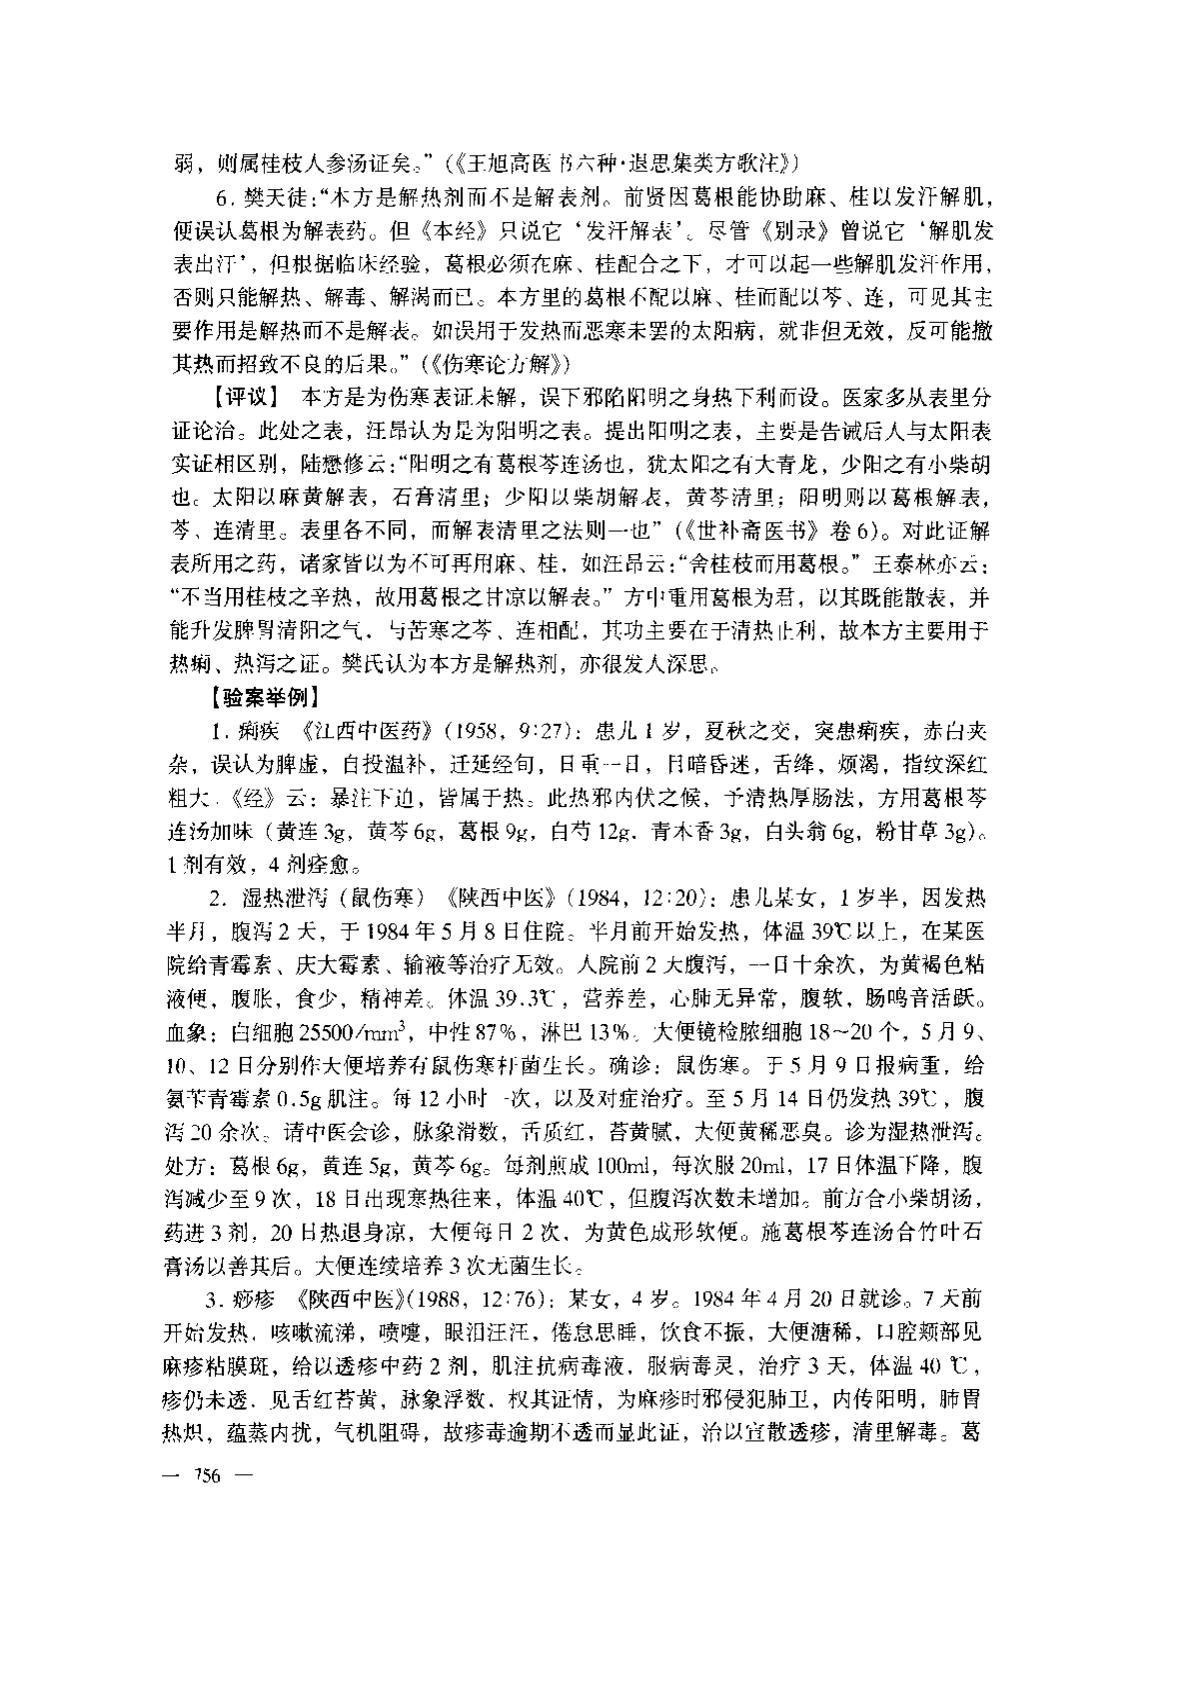 弱，则属桂枝人参汤证矣。”（《王旭高医书六种·退思集类方歌注》）
6. 樊天徒：“本方是解热剂而不是解表剂。前贤因葛根能协助麻、桂以发汗解肌，
便误认葛根为解表药。但《本经》只说它‘发汗解表’。尽管《别录》曾说它‘解肌发
表出汗’，但根据临床经验，葛根必须在麻、桂配合之下，才可以起一些解肌发汗作用，
否则只能解热、解毒、解渴而已。本方里的葛根不配以麻、桂而配以芩、连，可见其主
要作用是解热而不是解表。如误用于发热而恶寒未罢的太阳病，就非但无效，反可能撤
其热而招致不良的后果。”（《伤寒论方解》）
【评议】 本方是为伤寒表证未解，误下邪陷阳明之身热下利而设。医家多从表里分
证论治。此处之表，汪昂认为是为阳明之表。提出阳明之表，主要是告诫后人与太阳表
实证相区别，陆懋修云：“阳明之有葛根芩连汤也，犹太阳之有大青龙，少阳之有小柴胡
也。太阳以麻黄解表，石膏清里；少阳以柴胡解表，黄芩清里；阳明则以葛根解表，
芩、连清里。表里各不同，而解表清里之法则一也”（《世补斋医书》卷6）。对此证解
表所用之药，诸家皆以为不可再用麻、桂，如汪昂云：“舍桂枝而用葛根。”王泰林亦云：
“不当用桂枝之辛热，故用葛根之甘凉以解表。”方中重用葛根为君，以其既能散表，并
能升发脾胃清阳之气，与苦寒之芩、连相配，其功主要在于清热止利，故本方主要用于
热痢、热泻之证。樊氏认为本方是解热剂，亦很发人深思。
【验案举例】
1. 痢疾 《江西中医药》（1958，9:27）：患儿1岁，夏秋之交，突患痢疾，赤白夹
杂，误认为脾虚，自投温补，迁延经旬，日重一日，目暗昏迷，舌绛，烦渴，指纹深红
粗大。《经》云：暴注下迫，皆属于热。此热邪内伏之候，予清热厚肠法，方用葛根芩
连汤加味（黄连3g，黄芩6g，葛根9g，白芍12g，青木香3g，白头翁6g，粉甘草3g）。
1剂有效，4剂痊愈。
2. 湿热泄泻（鼠伤寒）《陕西中医》（1984，12:20）：患儿某女，1岁半，因发热
半月，腹泻2天，于1984年5月8日住院。半月前开始发热，体温39℃以上，在某医
院给青霉素、庆大霉素、输液等治疗无效。入院前2天腹泻，一日十余次，为黄褐色粘
液便，腹胀，食少，精神差。体温39.3℃，营养差，心肺无异常，腹软，肠鸣音活跃。
血象：白细胞25500/mm³，中性87%，淋巴13%。大便镜检脓细胞18～20个，5月9、
10、12日分别作大便培养有鼠伤寒杆菌生长。确诊：鼠伤寒。于5月9日报病重，给
氨苄青霉素0.5g肌注。每12小时一次，以及对症治疗。至5月14日仍发热39℃，腹
泻20余次。请中医会诊，脉象滑数，舌质红，苔黄腻，大便黄稀恶臭。诊为湿热泄泻。
处方：葛根6g，黄连5g，黄芩6g。每剂煎成100ml，每次服20ml，17日体温下降，腹
泻减少至9次，18日出现寒热往来，体温40℃，但腹泻次数未增加。前方合小柴胡汤，
药进3剂，20日热退身凉，大便每日2次，为黄色成形软便。施葛根芩连汤合竹叶石
膏汤以善其后。大便连续培养3次无菌生长。
3. 痧疹 《陕西中医》（1988，12:76）：某女，4岁。1984年4月20日就诊。7天前
开始发热，咳嗽流涕，喷嚏，眼泪汪汪，倦怠思睡，饮食不振，大便溏稀，口腔颊部见
麻疹粘膜斑，给以透疹中药2剂，肌注抗病毒液，服病毒灵，治疗3天，体温40℃，
疹仍未透，见舌红苔黄，脉象浮数，权其证情，为麻疹时邪侵犯肺卫，内传阳明，肺胃
热炽，蕴蒸内扰，气机阻碍，故疹毒逾期不透而显此证，治以宣散透疹，清里解毒。葛
— 756 —